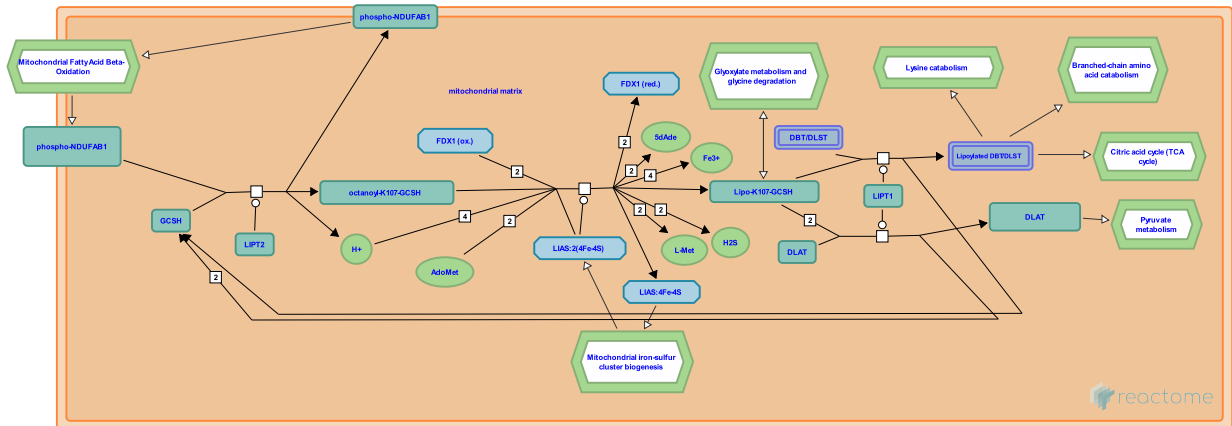 phospho-NDUFAB1
Mitochondrial Fatty Acid Beta-
Oxidation
phospho-NDUFAB1
mitochondrial matrix
FDX1 (red.)
Glyoxylate metabolism and
glycine degradation
Lysine catabolism
Branched-chain amino
acid catabolism
FDX1 (ox.)
5dAde
DBT/DLST
Fe3+
Lipoylated DBT/DLST
Citric acid cycle (TCA
cycle)
2
2
2
4
octanoyl-K107-GCSH
Lipo-K107-GCSH
LIPT1
GCSH
LIPT2
H+
4
2
2
2
2
DLAT
Pyruvate
metabolism
AdoMet
LIAS:2(4Fe-4S)
L-Met
H2S
DLAT
2
LIAS:4Fe-4S
Mitochondrial iron-sulfur
cluster biogenesis
reactome